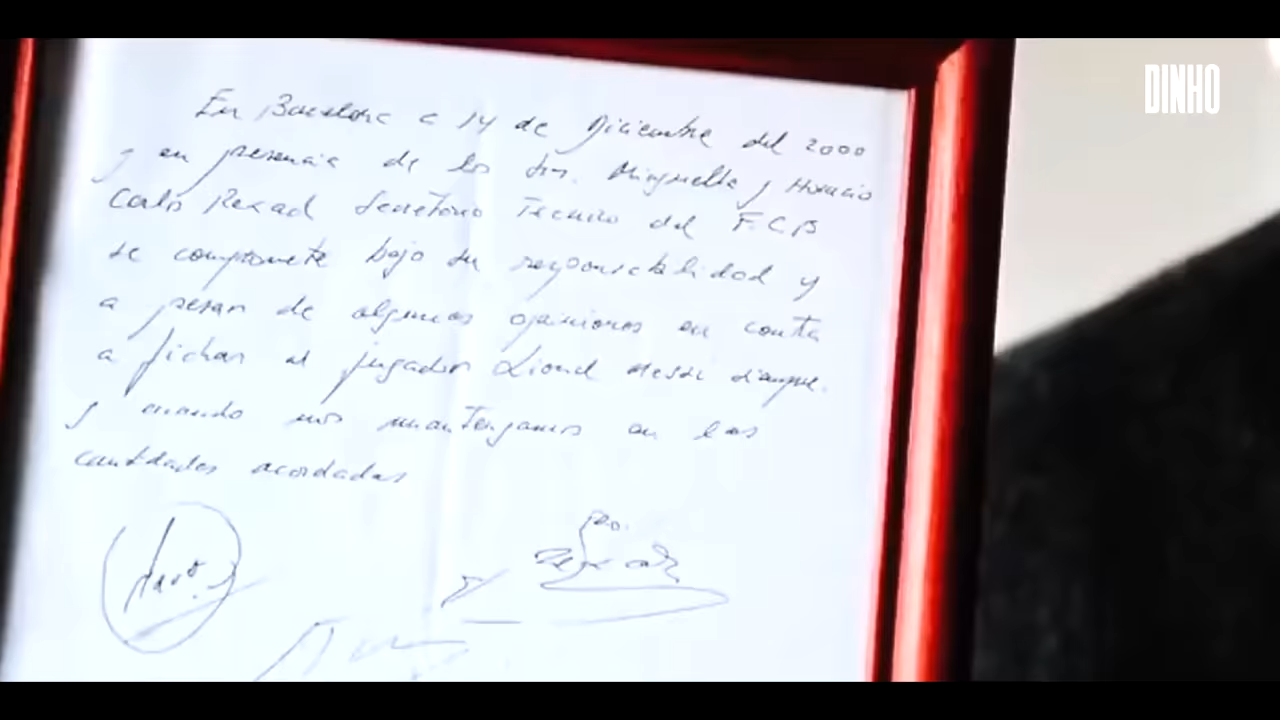 DINHO
En Barcelona a 14 de Diciembre del 2000
y en presencia de los Srs. Minguella y Horacio
Carlos Rexach Secretario Técnico del F.C.B
se compromete bajo su responsabilidad y
a pesar de algunas opiniones en contra
a fichar al jugador Lionel Messi siempre
y cuando nos mantengamos en las
cantidades acordadas